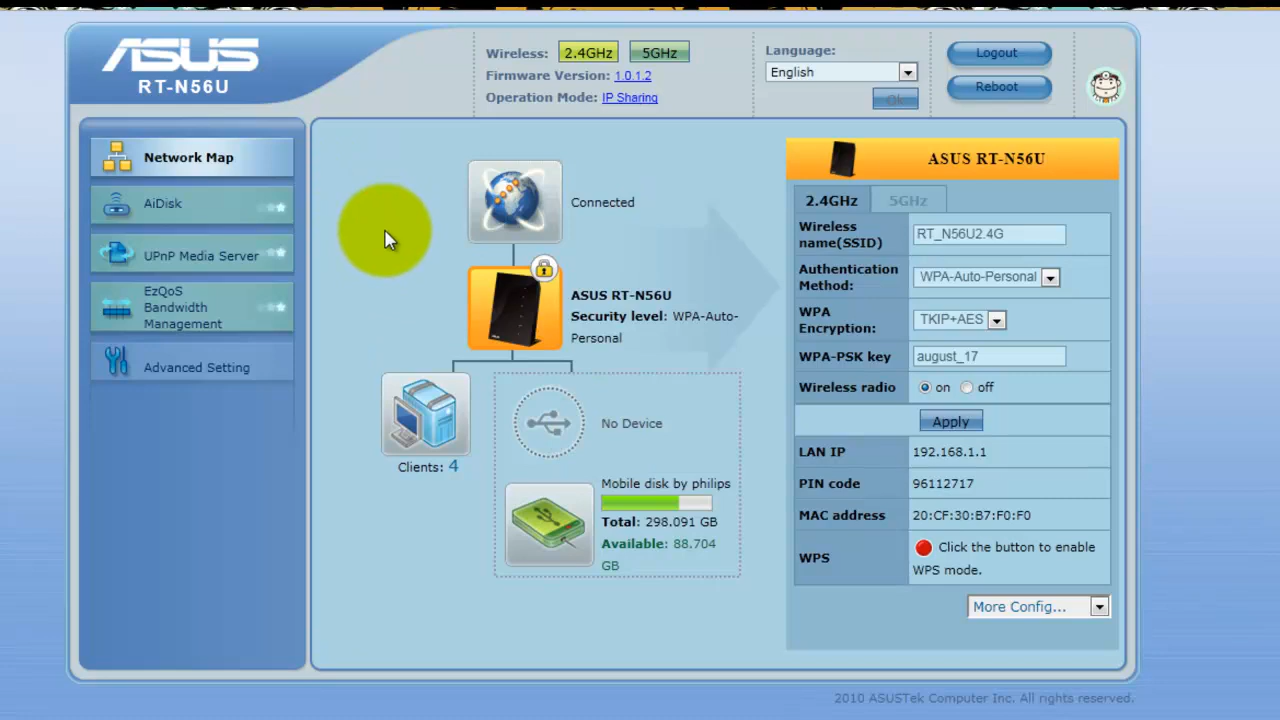 ASUS
RT-N56U
Wireless: 2.4GHz 5GHz
Firmware Version: 1.0.1.2
Operation Mode: IP Sharing
Language:
English
Ok
Logout
Reboot
Network Map
AiDisk
UPnP Media Server
EzQoS
Bandwidth
Management
Advanced Setting
Connected
ASUS RT-N56U
Security level: WPA-Auto-
Personal
Clients: 4
No Device
Mobile disk by philips
Total: 298.091 GB
Available: 88.704
GB
ASUS RT-N56U
2.4GHz 5GHz
Wireless
name(SSID)
RT_N56U2.4G
Authentication
Method:
WPA-Auto-Personal
WPA
Encryption:
TKIP+AES
WPA-PSK key august_17
Wireless radio on off
Apply
LAN IP 192.168.1.1
PIN code 96112717
MAC address 20:CF:30:B7:F0:F0
WPS
Click the button to enable
WPS mode.
More Config...
2010 ASUSTek Computer Inc. All rights reserved.